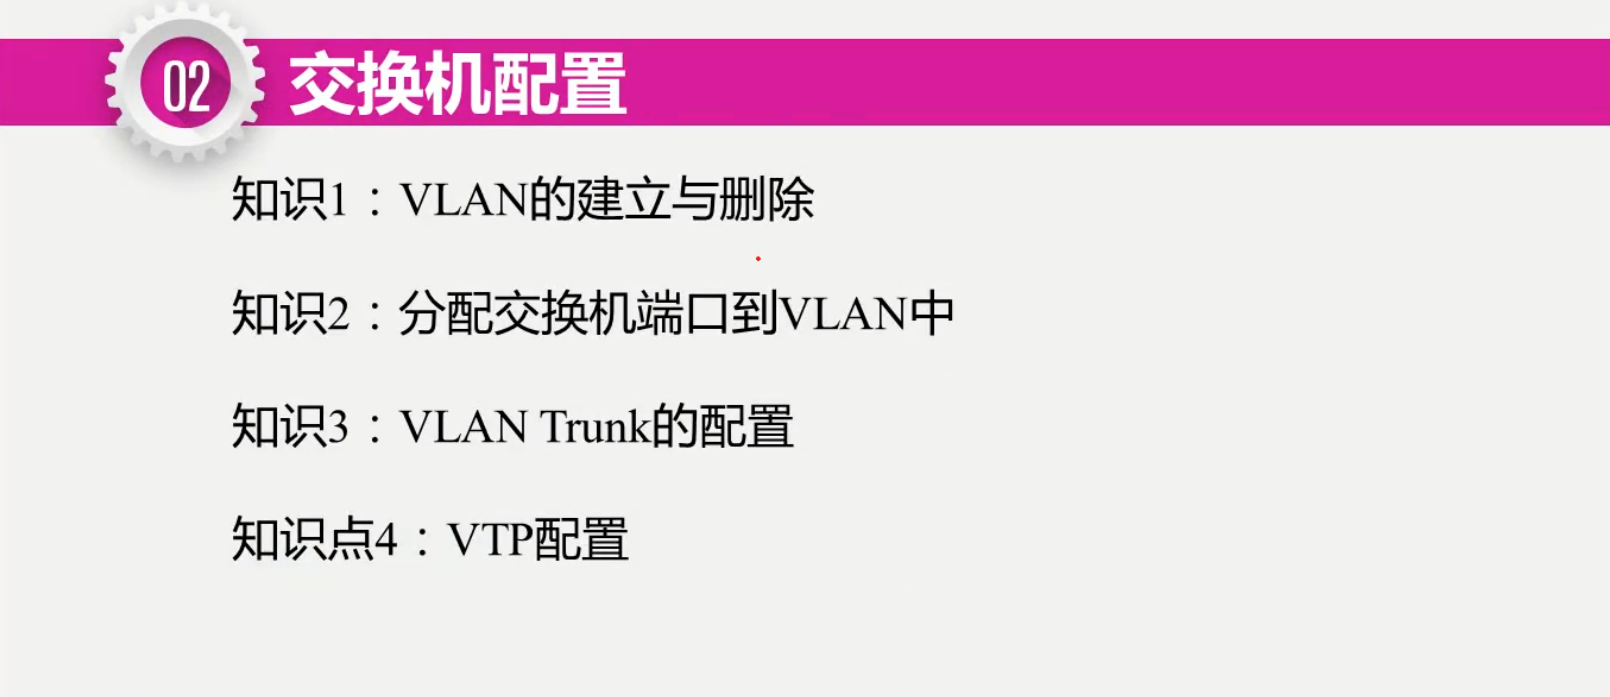 02
交换机配置
知识1：VLAN的建立与删除
知识2：分配交换机端口到VLAN中
知识3：VLAN Trunk的配置
知识点4：VTP配置